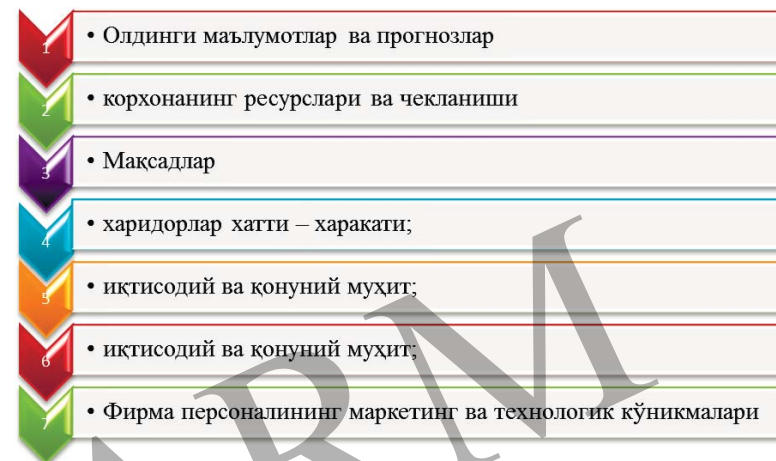 1 • Олдинги маълумотлар ва прогнозлар
2 • корхонанинг ресурслари ва чекланиши
3 • Мақсадлар
4 • харидорлар хатти – харакати;
5 • иқтисодий ва қонуний муҳит;
6 • иқтисодий ва қонуний муҳит;
7 • Фирма персоналининг маркетинг ва технологик кўникмалари
ARM